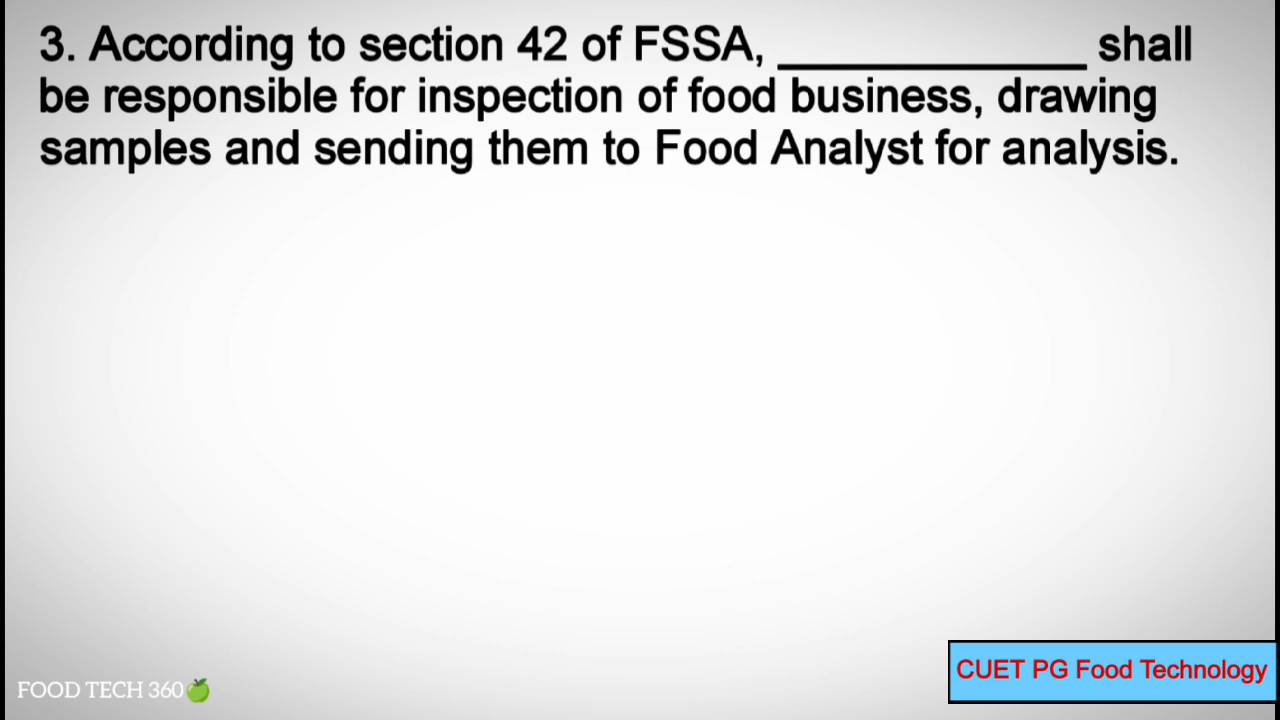 3. According to section 42 of FSSA, _____________ shall
be responsible for inspection of food business, drawing
samples and sending them to Food Analyst for analysis.
CUET PG Food Technology
FOOD TECH 360